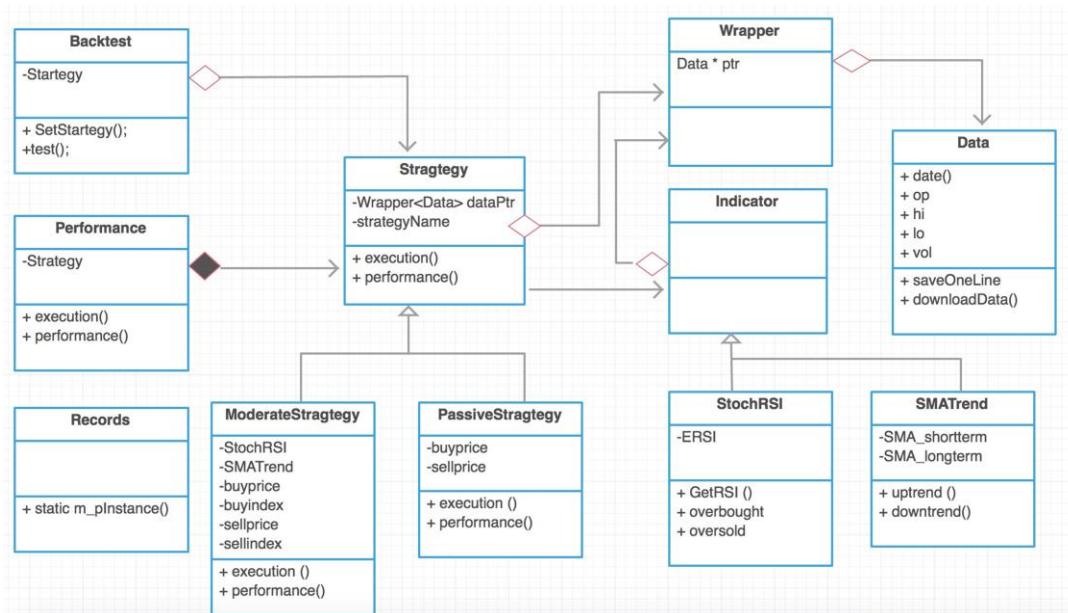 Backtest
-Startegy
+ SetStartegy();
+test();
Performance
-Strategy
+ execution()
+ performance()
Records
+ static m_pInstance()
Stragtegy
-Wrapper<Data> dataPtr
-strategyName
+ execution()
+ performance()
ModerateStragtegy
-StochRSI
-SMATrend
-buyprice
-buyindex
-sellprice
-sellindex
+ execution ()
+ performance()
PassiveStragtegy
-buyprice
-sellprice
+ execution ()
+ performance()
Wrapper
Data * ptr
Indicator
Data
+ date()
+ op
+ hi
+ lo
+ vol
+ saveOneLine
+ downloadData()
StochRSI
-ERSI
+ GetRSI ()
+ overbought
+ oversold
SMATrend
-SMA_shortterm
-SMA_longterm
+ uptrend ()
+ downtrend()